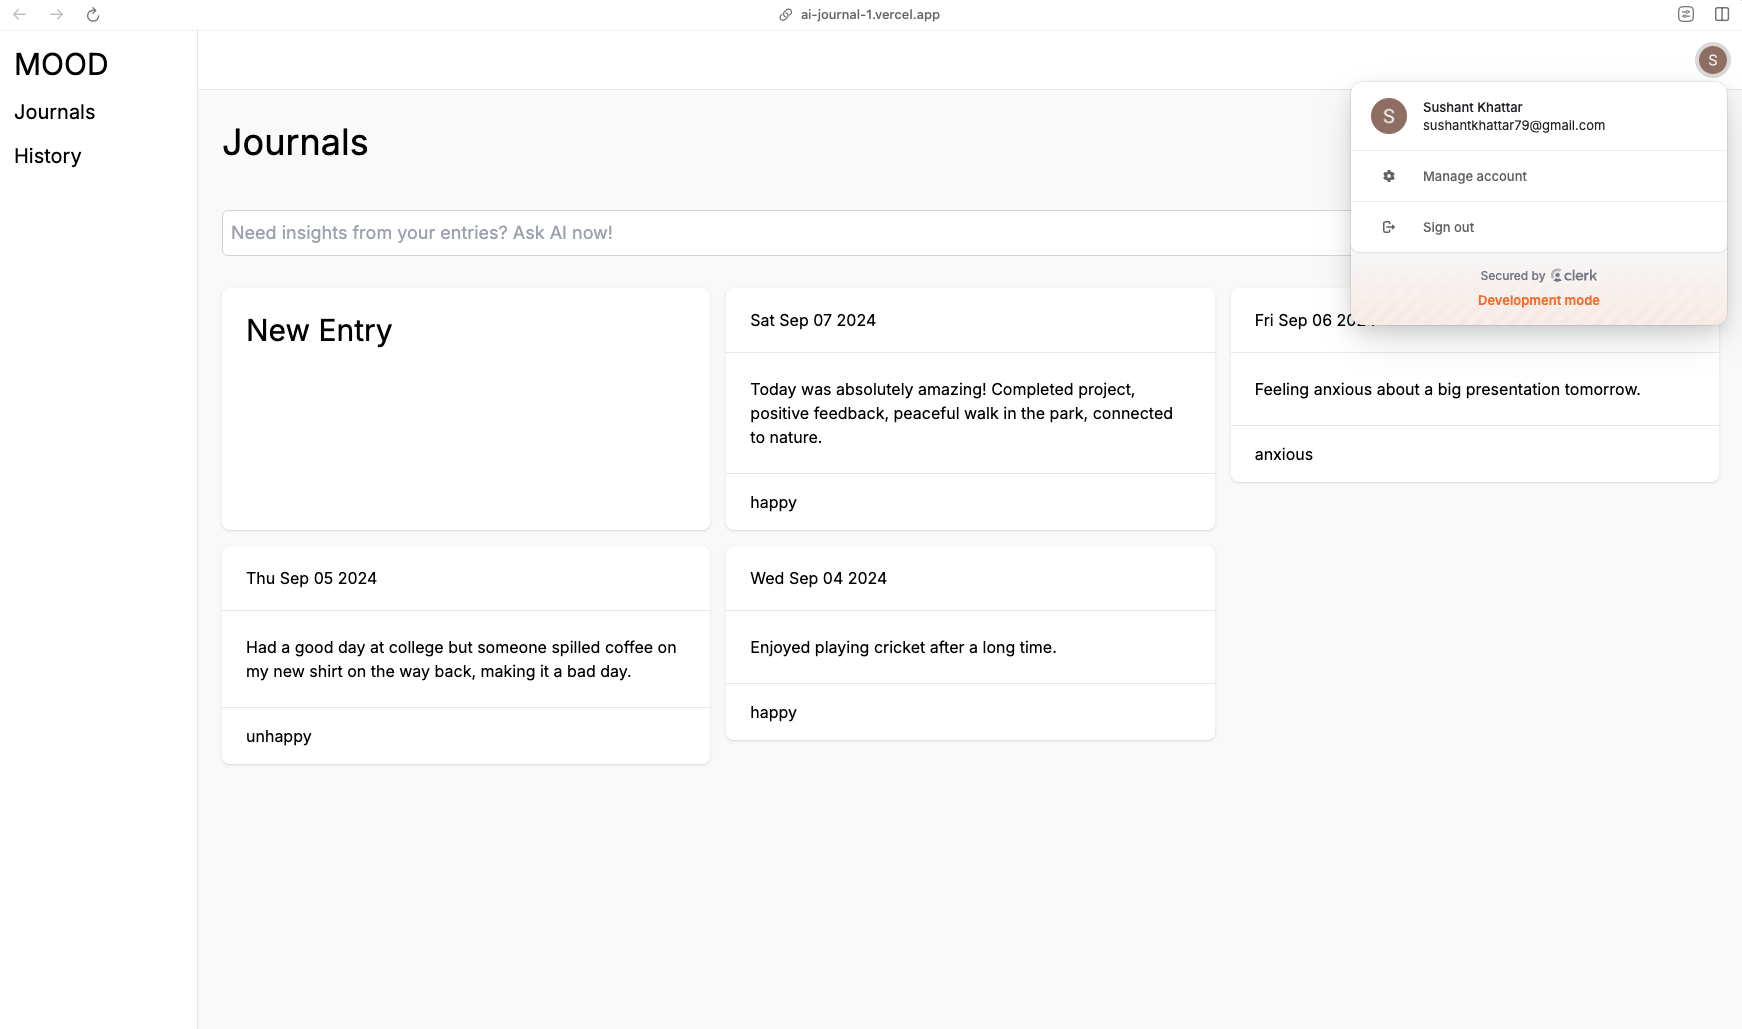 ai-journal-1.vercel.app
MOOD
Journals
History
S
S
Sushant Khattar
sushantkhattar79@gmail.com
Manage account
Sign out
Secured by clerk
Development mode
Journals
Need insights from your entries? Ask AI now!
New Entry
Sat Sep 07 2024
Today was absolutely amazing! Completed project,
positive feedback, peaceful walk in the park, connected
to nature.
happy
Fri Sep 06 2024
Feeling anxious about a big presentation tomorrow.
anxious
Thu Sep 05 2024
Had a good day at college but someone spilled coffee on
my new shirt on the way back, making it a bad day.
unhappy
Wed Sep 04 2024
Enjoyed playing cricket after a long time.
happy